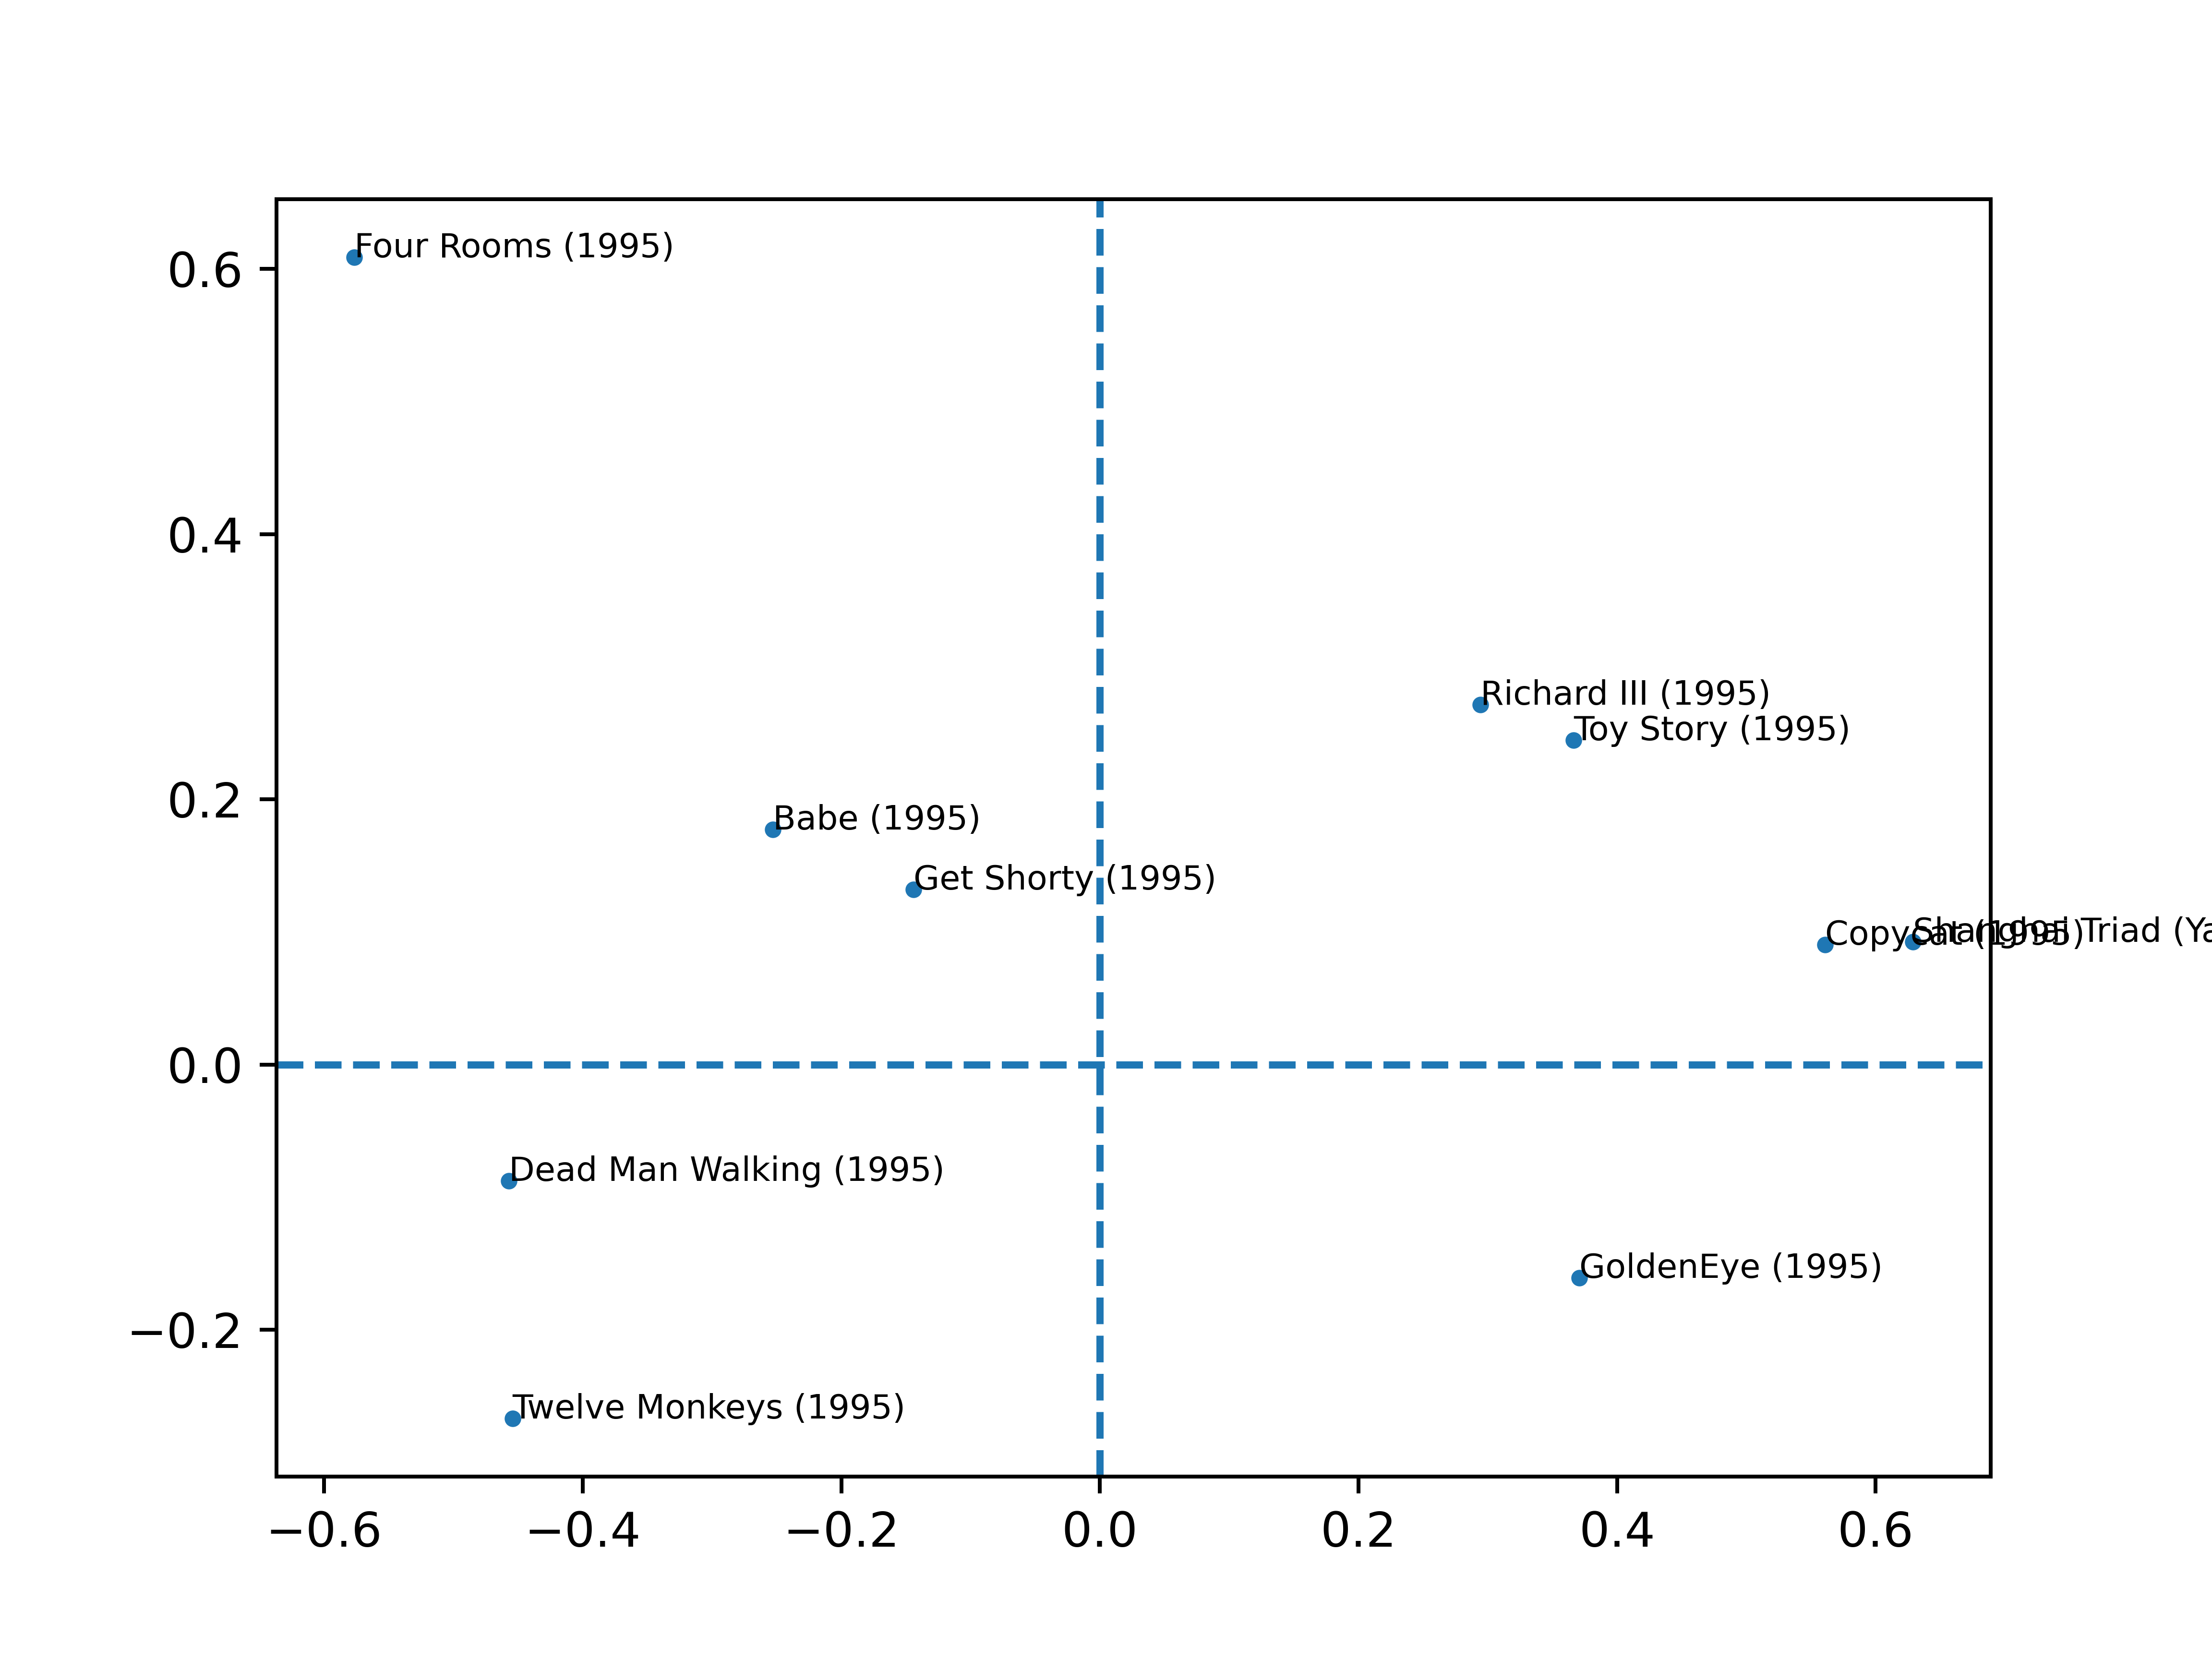 Four Rooms (1995)
0.6
0.4
Richard III (1995)
Toy Story (1995)
0.2
Babe (1995)
Get Shorty (1995)
Copycat (1995)
Shanghai Triad (Ya
0.0
Dead Man Walking (1995)
GoldenEye (1995)
−0.2
Twelve Monkeys (1995)
−0.6 −0.4 −0.2 0.0 0.2 0.4 0.6